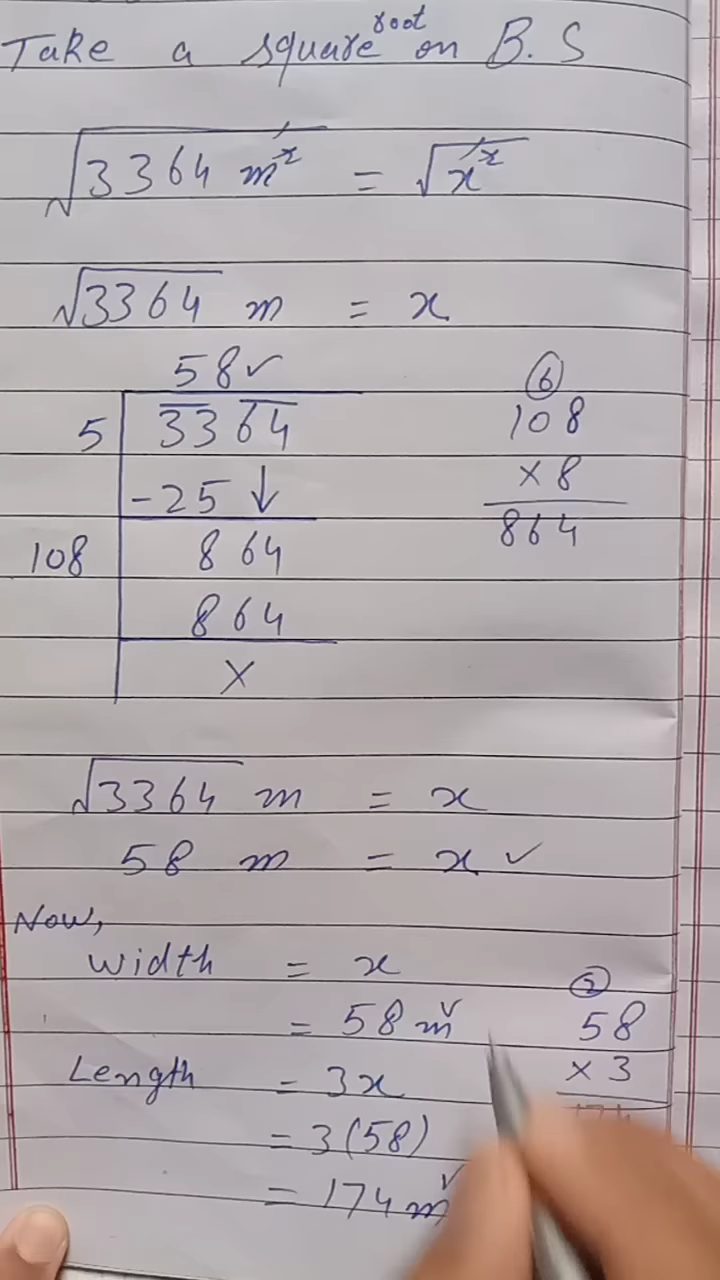 Take a square root on B.S
√3364 m² = √x²
√3364 m = x
58✓
5 3364 ⑥ 108
-25 ↓ × 8
108 864 864
864
×
√3364 m = x
58 m = x ✓
Now,
width = x ②
= 58 m✓ 58
Length = 3x × 3
= 3(58)
= 174 m✓